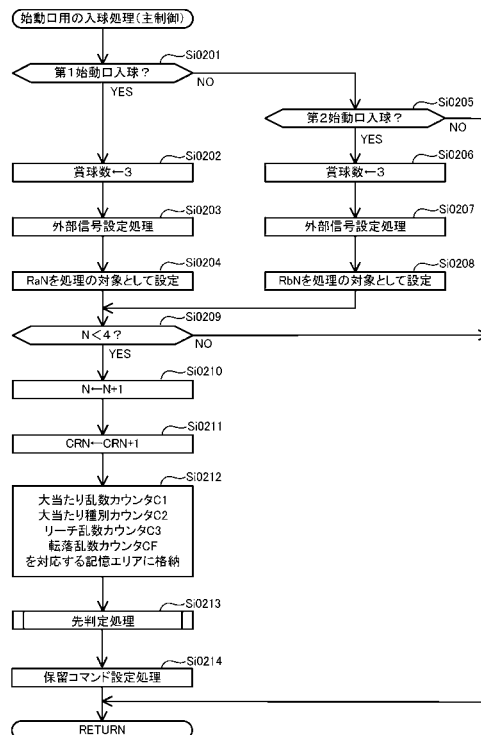 始動口用の入球処理(主制御)
Si0201
第1始動口入球?
NO
YES
Si0205
第2始動口入球?
NO
YES
Si0202
賞球数←3
Si0206
賞球数←3
Si0203
外部信号設定処理
Si0207
外部信号設定処理
Si0204
RaNを処理の対象として設定
Si0208
RbNを処理の対象として設定
Si0209
N<4?
NO
YES
Si0210
N←N+1
Si0211
CRN←CRN+1
Si0212
大当たり乱数カウンタC1
大当たり種別カウンタC2
リーチ乱数カウンタC3
転落乱数カウンタCF
を対応する記憶エリアに格納
Si0213
先判定処理
Si0214
保留コマンド設定処理
RETURN